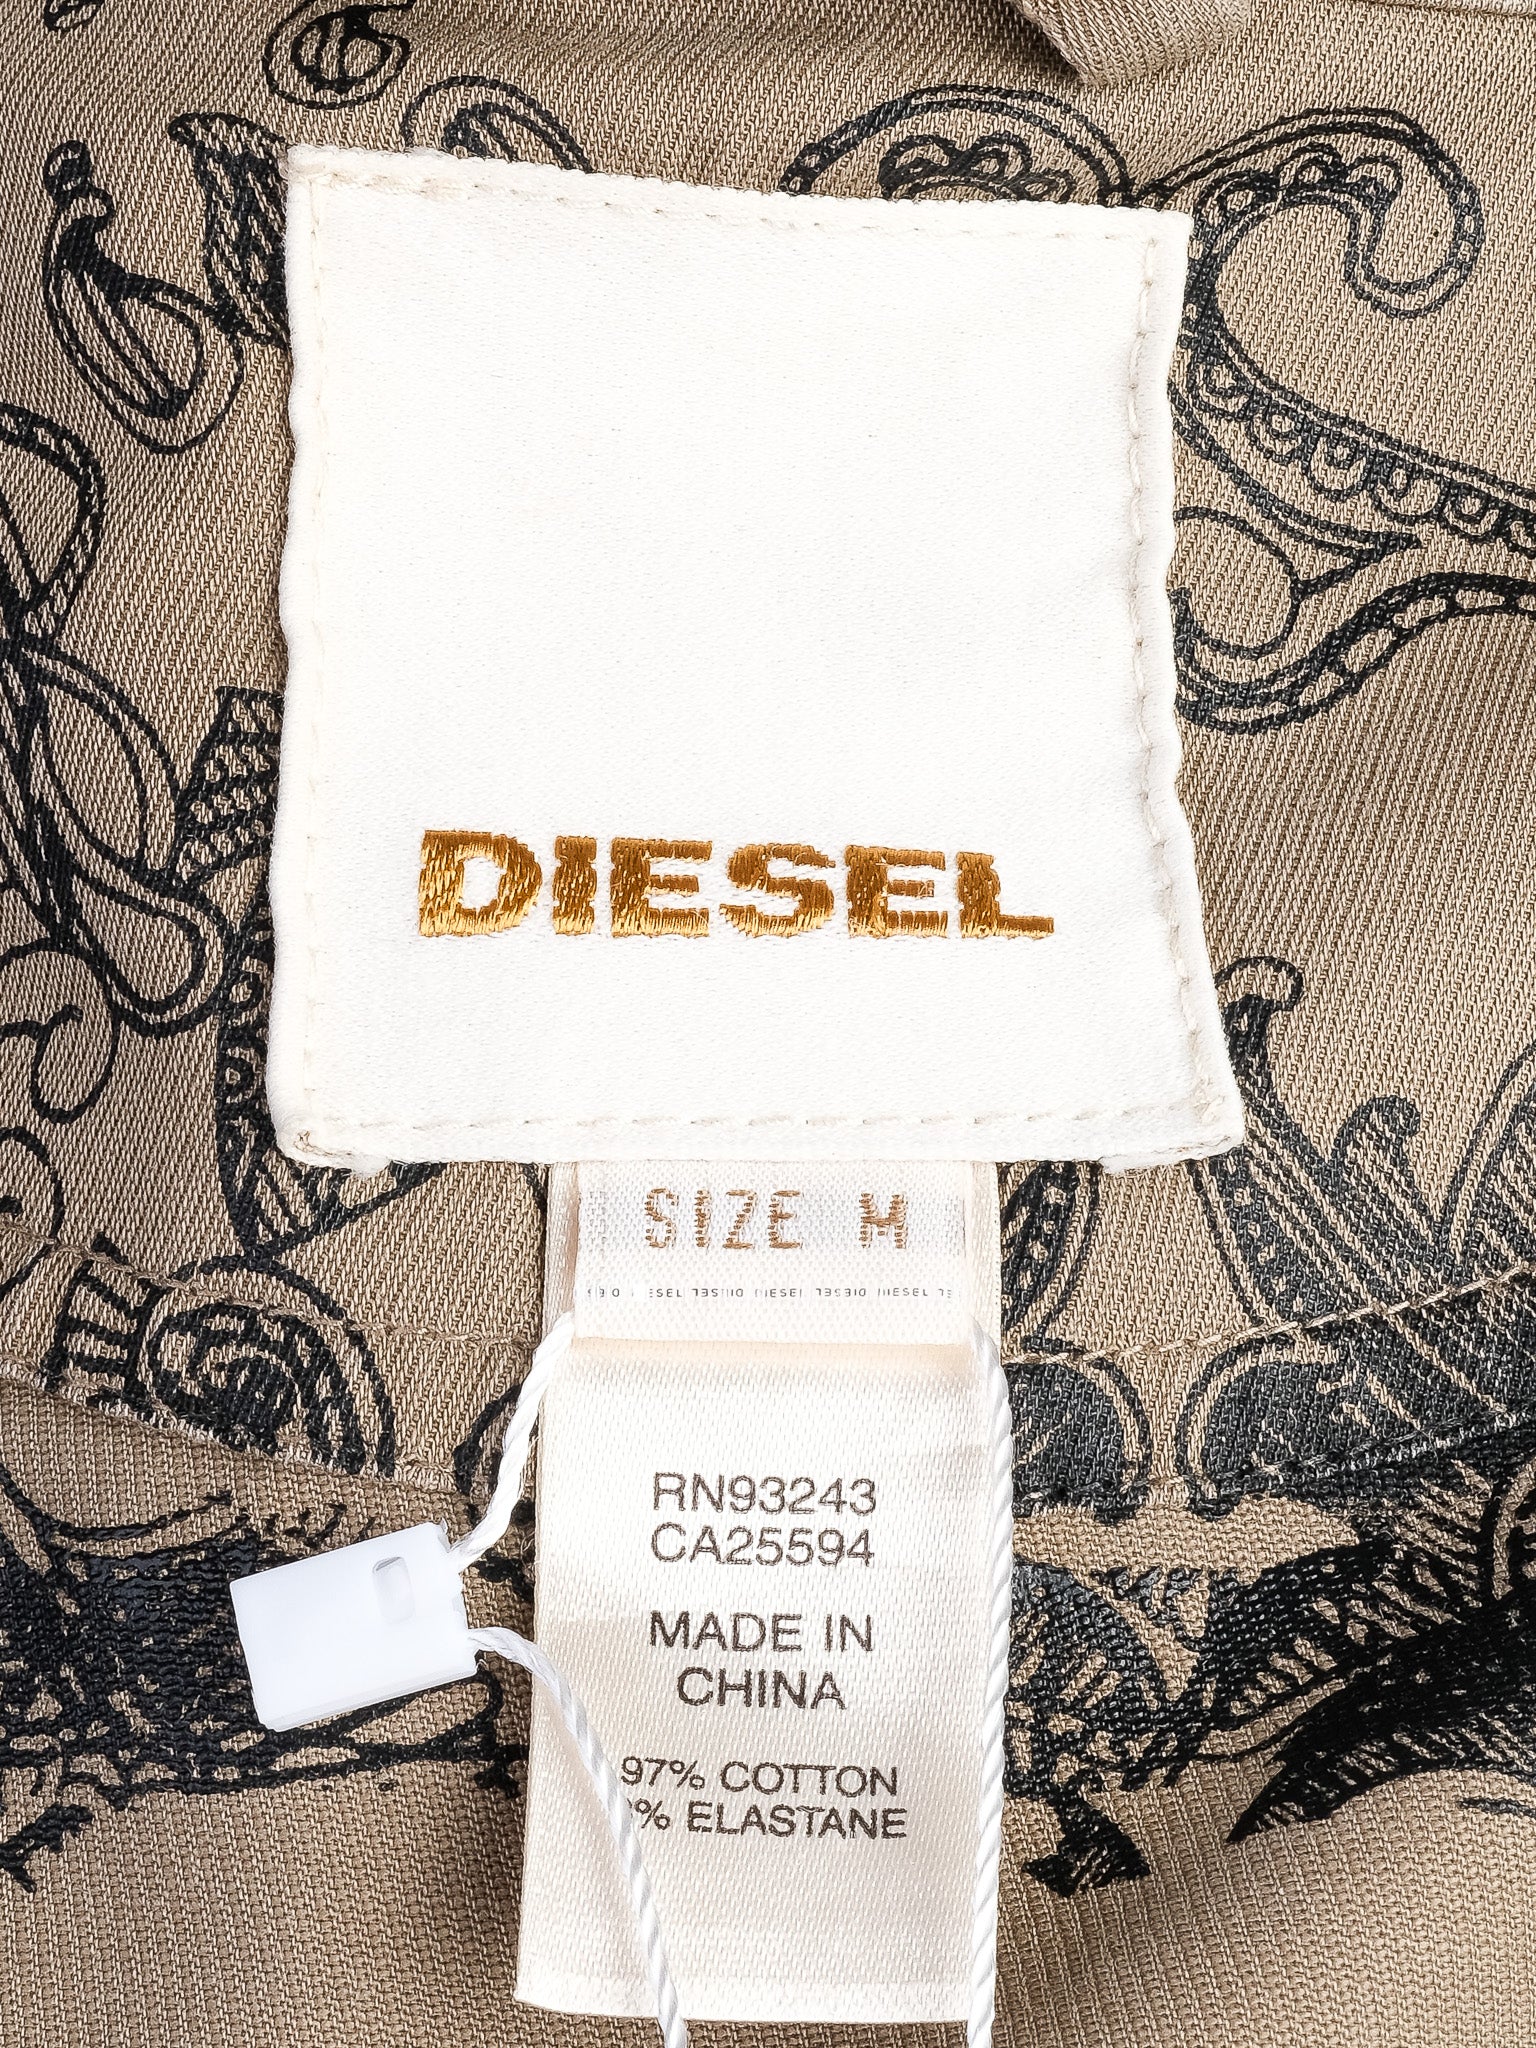 DIESEL
SIZE M
DIESEL DIESEL DIESEL DIESEL
RN93243
CA25594
MADE IN
CHINA
97% COTTON
% ELASTANE